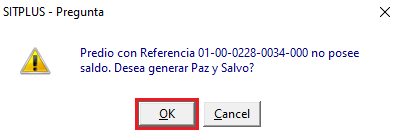 SITPLUS - Pregunta
Predio con Referencia 01-00-0228-0034-000 no posee
saldo. Desea generar Paz y Salvo?
OK
Cancel